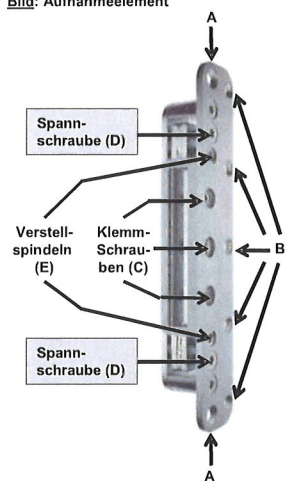 Bild: Aufnahmeelement
A
Spann-
schraube (D)
Verstell-
spindeln
(E)
Klemm-
Schrau-
ben (C)
B
Spann-
schraube (D)
A